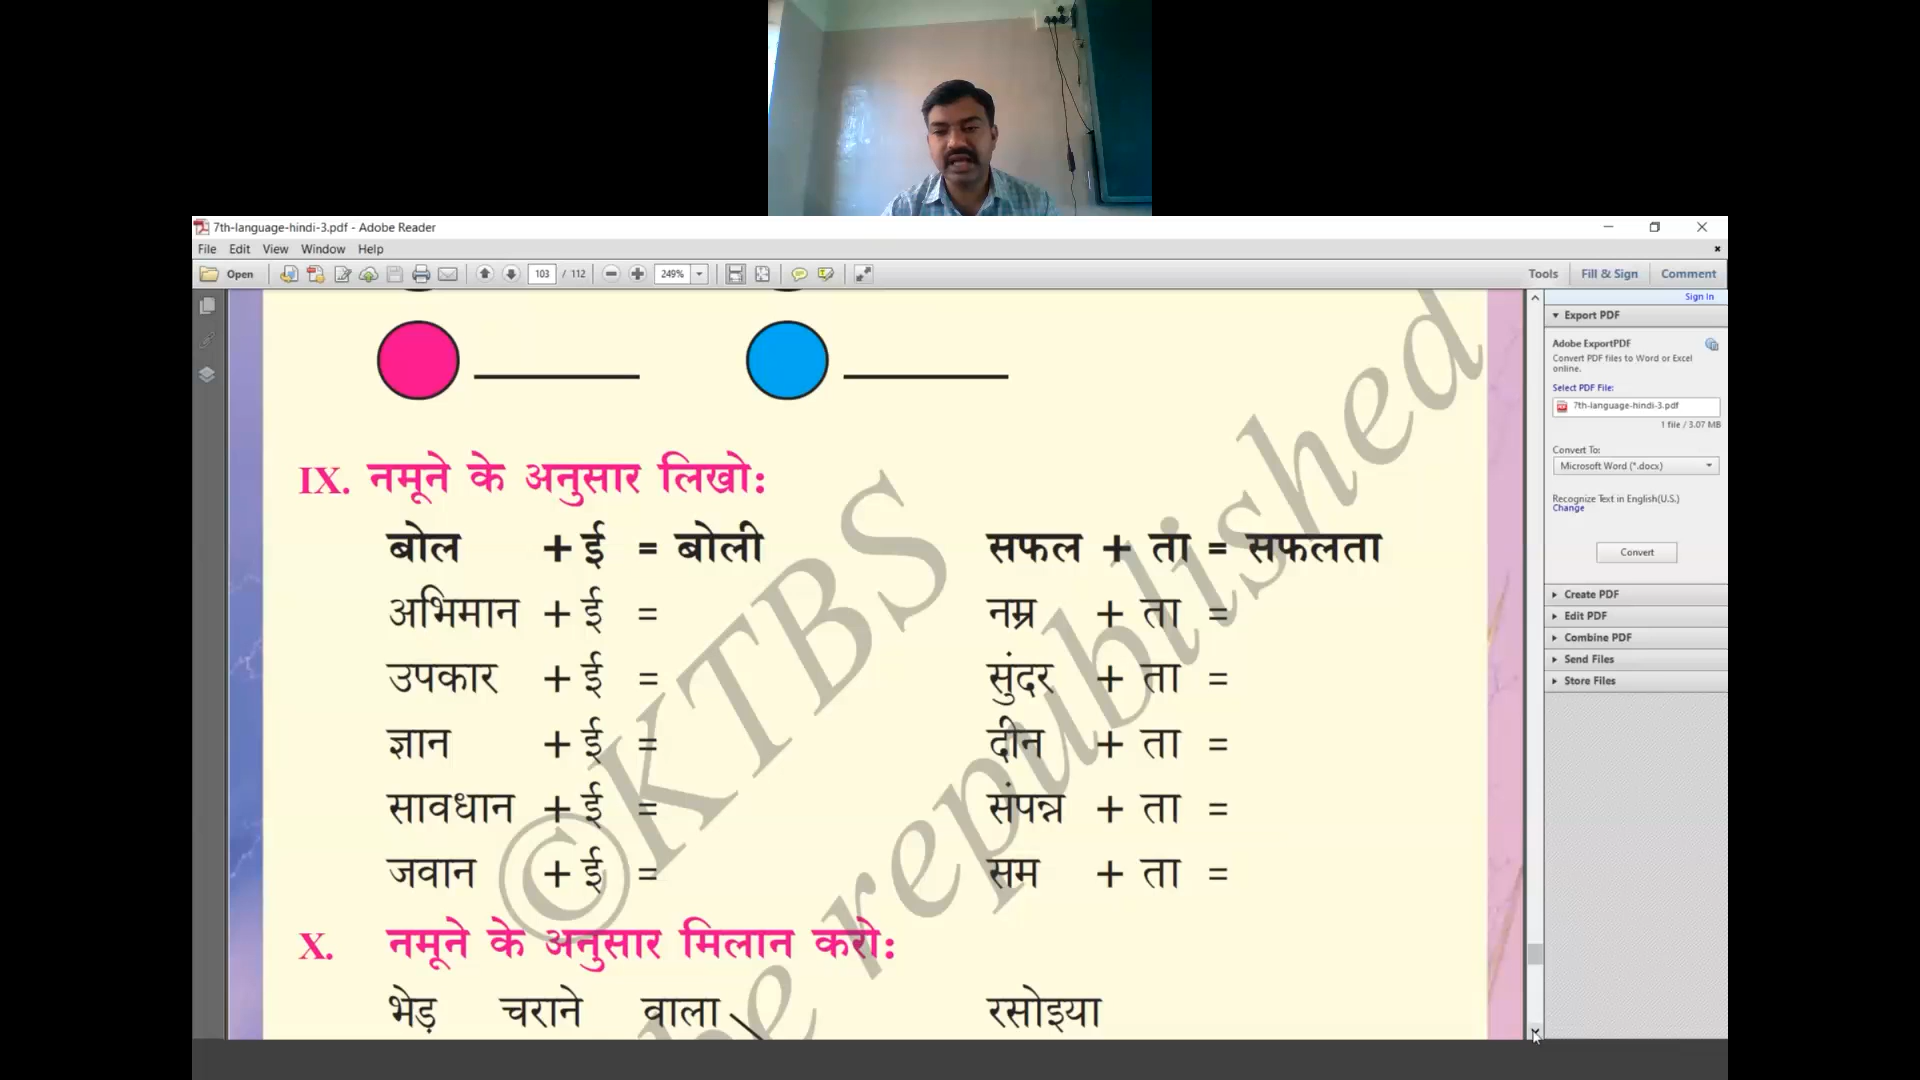 7th-language-hindi-3.pdf - Adobe Reader
File Edit View Window Help
Open 103 / 112 249% Tools Fill & Sign Comment
Sign In
Export PDF
Adobe ExportPDF
Convert PDF files to Word or Excel
online.
Select PDF File:
7th-language-hindi-3.pdf
1 file / 3.07 MB
Convert To:
Microsoft Word (*.docx)
Recognize Text in English(U.S.)
Change
Convert
Create PDF
Edit PDF
Combine PDF
Send Files
Store Files
IX. नमूने के अनुसार लिखो:
बोल + ई = बोली सफल + ता = सफलता
अभिमान + ई = नम्र + ता =
उपकार + ई = सुंदर + ता =
ज्ञान + ई = दीन + ता =
सावधान + ई = संपन्न + ता =
जवान + ई = सम + ता =
X. नमूने के अनुसार मिलान करो:
भेड़ चराने वाला रसोइया
©KTBS
be republished